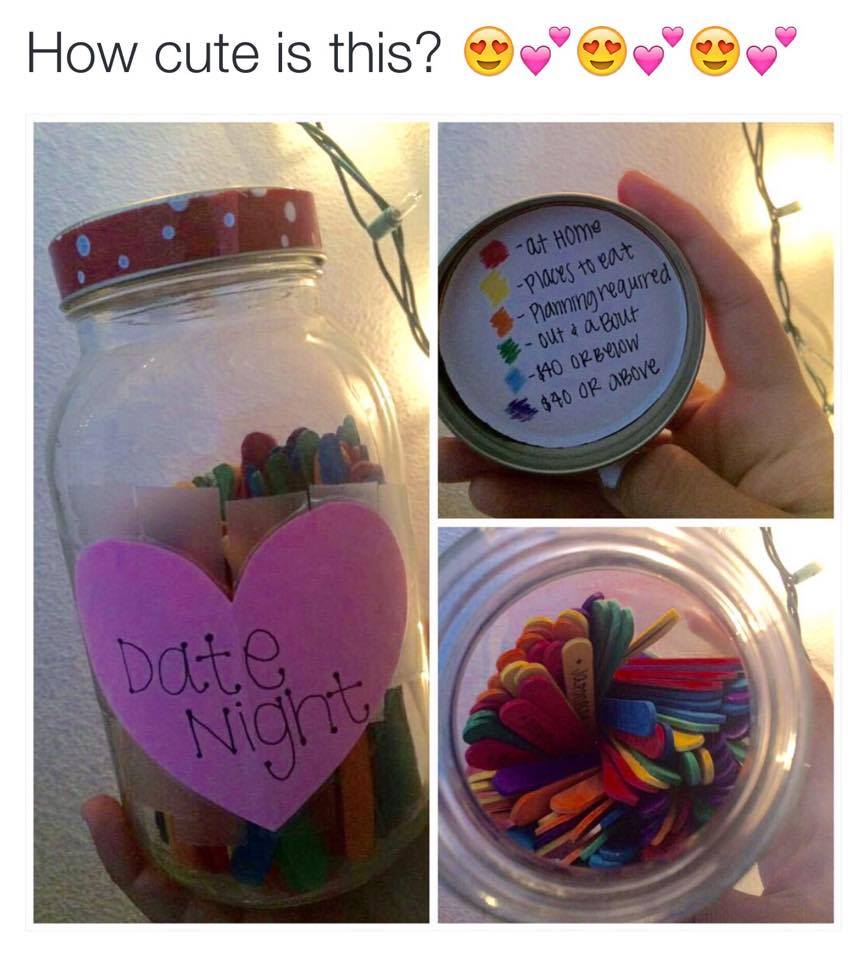 How cute is this? 😍💕😍💕😍💕
Date
Night
-at Home
-places to eat
-Planning required
-out & about
-$40 OR Below
$40 OR above